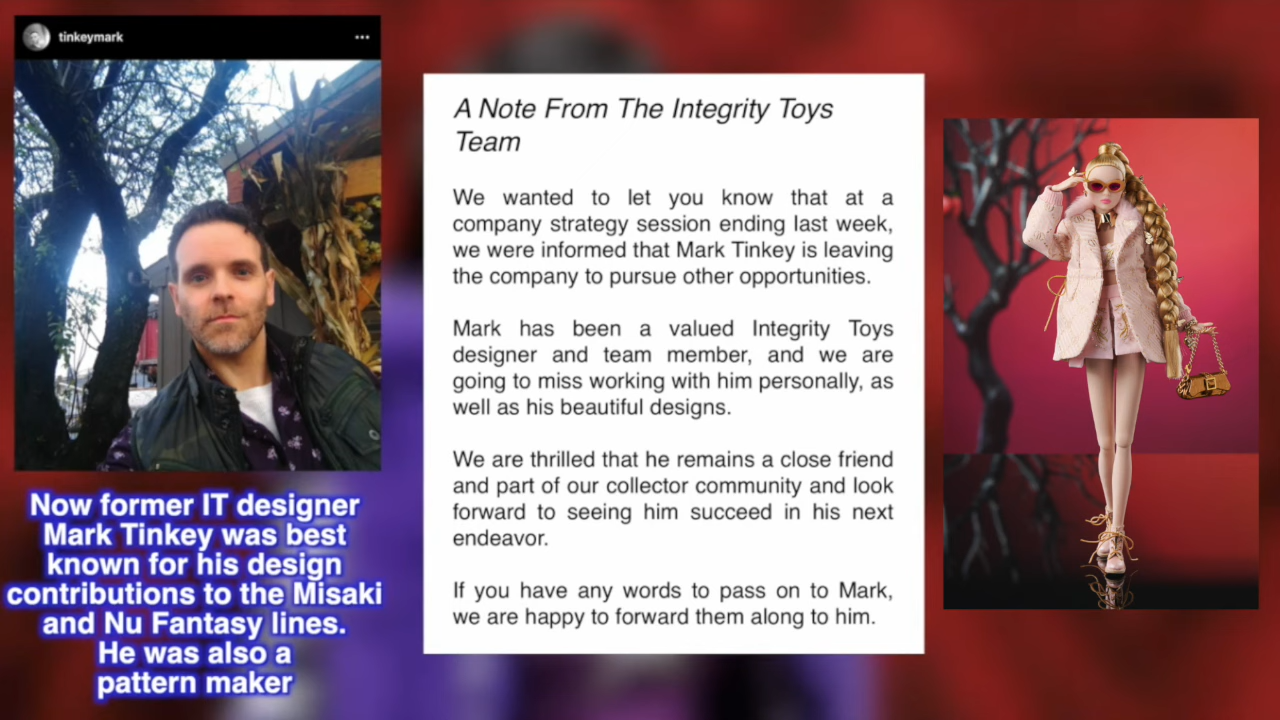 tinkeymark
Now former IT designer
Mark Tinkey was best
known for his design
contributions to the Misaki
and Nu Fantasy lines.
He was also a
pattern maker
A Note From The Integrity Toys
Team
We wanted to let you know that at a
company strategy session ending last week,
we were informed that Mark Tinkey is leaving
the company to pursue other opportunities.
Mark has been a valued Integrity Toys
designer and team member, and we are
going to miss working with him personally, as
well as his beautiful designs.
We are thrilled that he remains a close friend
and part of our collector community and look
forward to seeing him succeed in his next
endeavor.
If you have any words to pass on to Mark,
we are happy to forward them along to him.